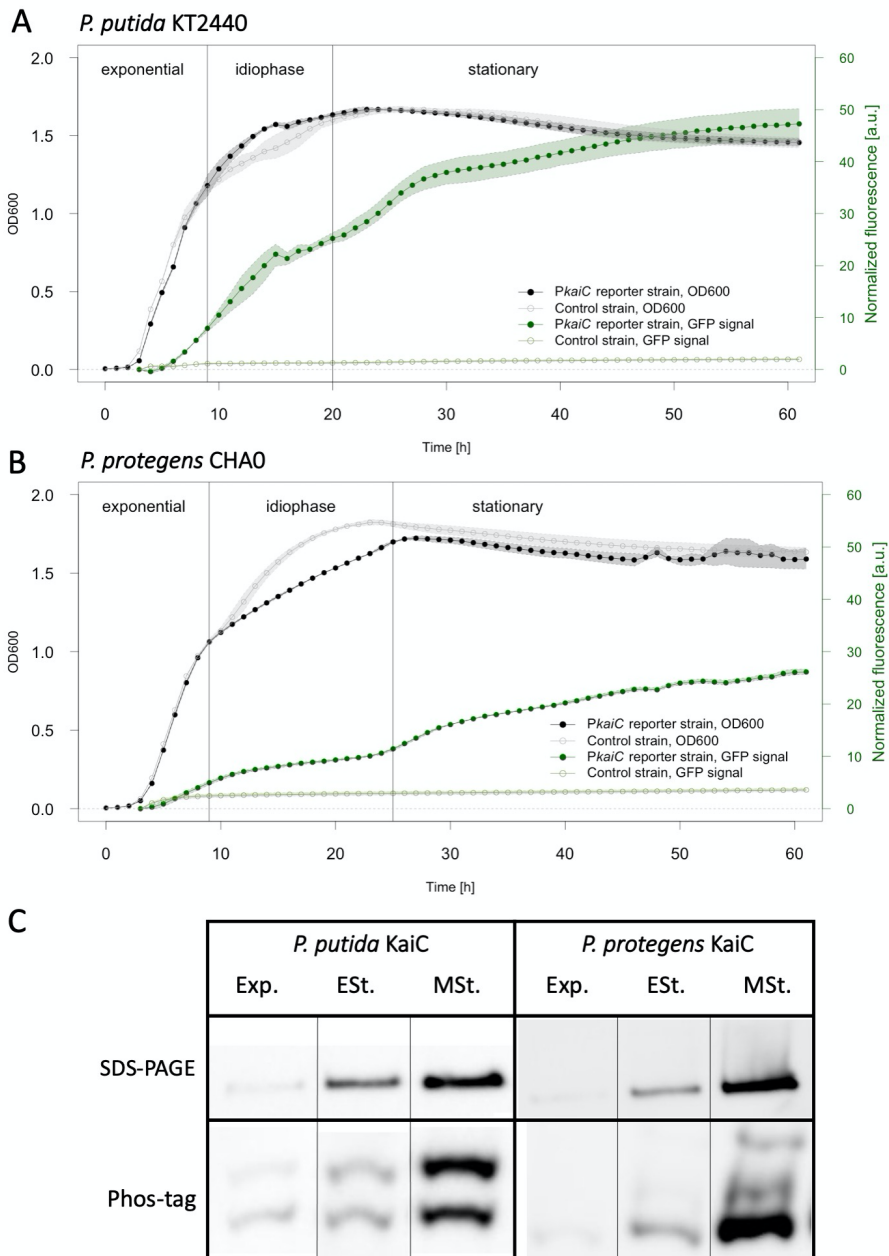 A
P. putida KT2440
exponential idiophase stationary
2.0
1.5
1.0
0.5
0.0
OD600
60
50
40
30
20
10
0
Normalized fluorescence [a.u.]
PkaiC reporter strain, OD600
Control strain, OD600
PkaiC reporter strain, GFP signal
Control strain, GFP signal
0 10 20 30 40 50 60
Time [h]
B
P. protegens CHA0
exponential idiophase stationary
2.0
1.5
1.0
0.5
0.0
OD600
60
50
40
30
20
10
0
Normalized fluorescence [a.u.]
PkaiC reporter strain, OD600
Control strain, OD600
PkaiC reporter strain, GFP signal
Control strain, GFP signal
0 10 20 30 40 50 60
Time [h]
C
P. putida KaiC P. protegens KaiC
Exp. ESt. MSt. Exp. ESt. MSt.
SDS-PAGE
Phos-tag